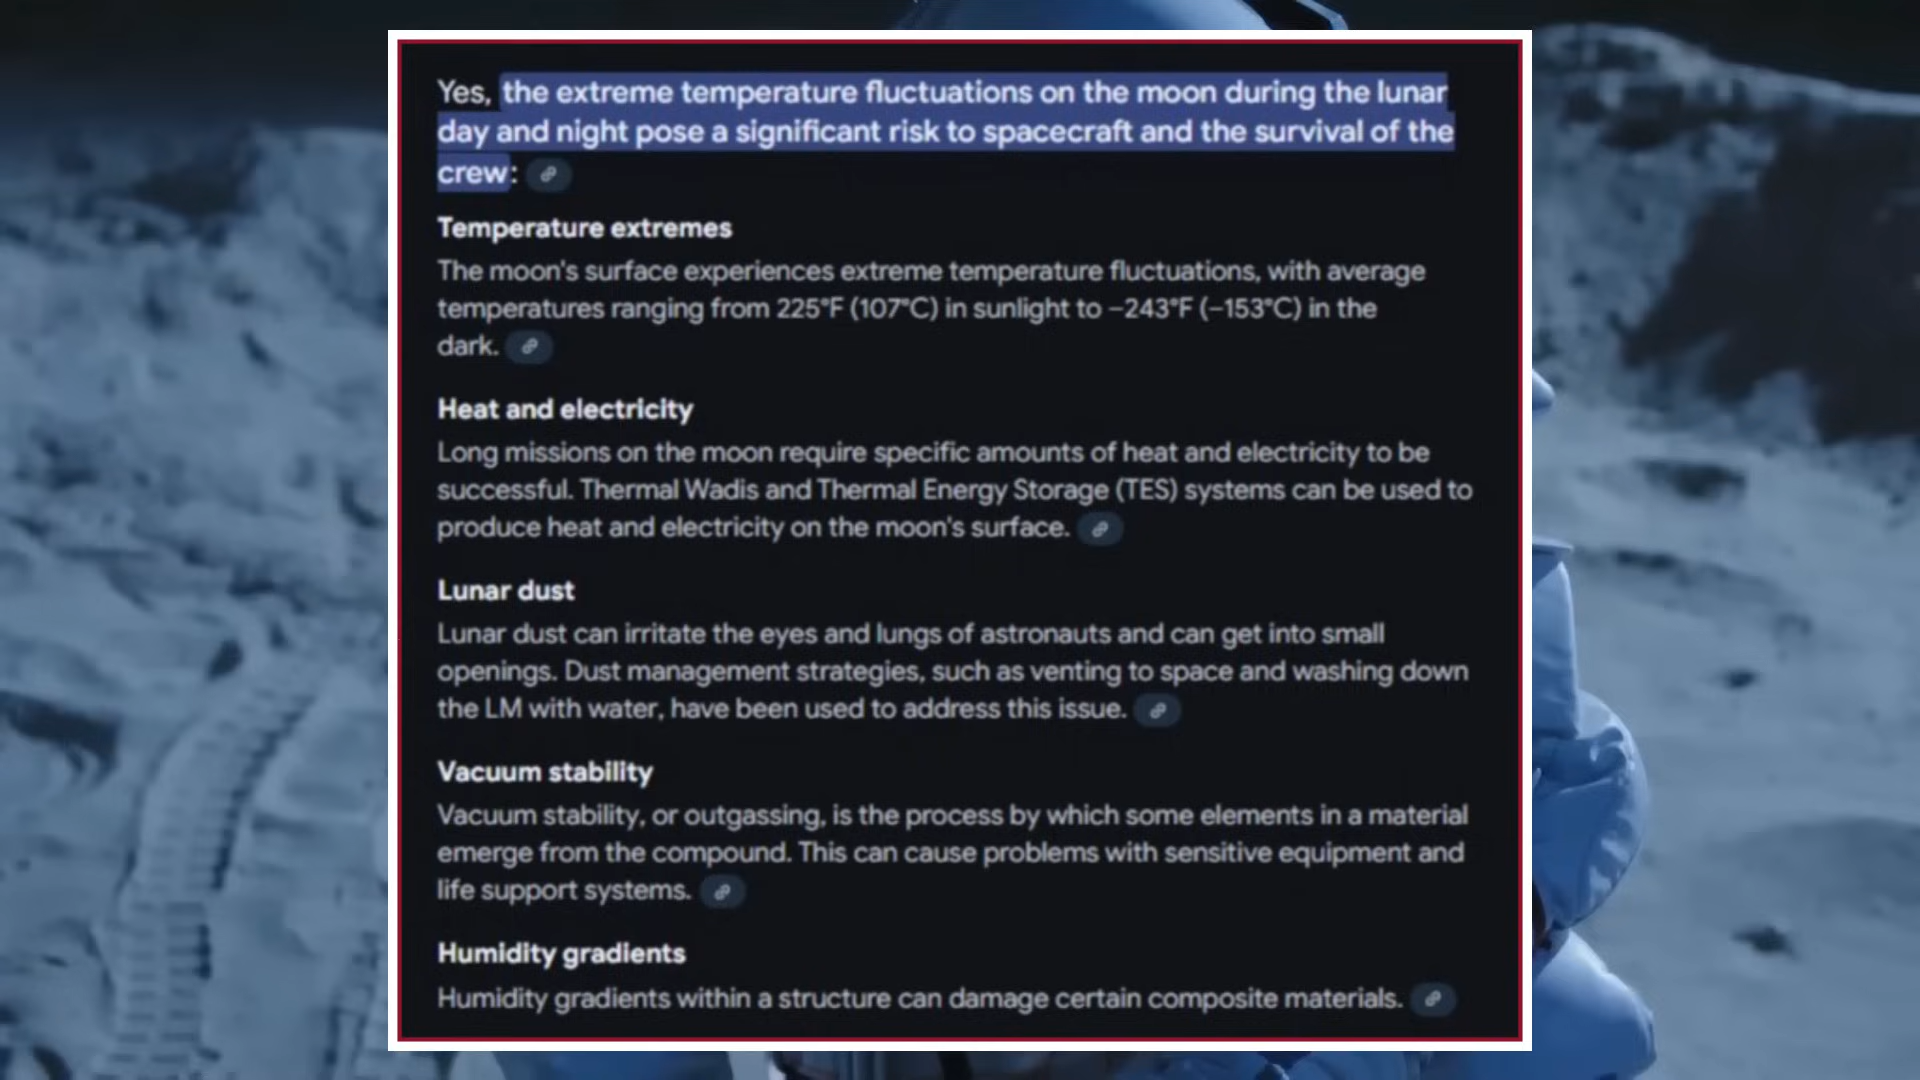 Yes, the extreme temperature fluctuations on the moon during the lunar
day and night pose a significant risk to spacecraft and the survival of the
crew:
Temperature extremes
The moon's surface experiences extreme temperature fluctuations, with average
temperatures ranging from 225°F (107°C) in sunlight to −243°F (−153°C) in the
dark.
Heat and electricity
Long missions on the moon require specific amounts of heat and electricity to be
successful. Thermal Wadis and Thermal Energy Storage (TES) systems can be used to
produce heat and electricity on the moon's surface.
Lunar dust
Lunar dust can irritate the eyes and lungs of astronauts and can get into small
openings. Dust management strategies, such as venting to space and washing down
the LM with water, have been used to address this issue.
Vacuum stability
Vacuum stability, or outgassing, is the process by which some elements in a material
emerge from the compound. This can cause problems with sensitive equipment and
life support systems.
Humidity gradients
Humidity gradients within a structure can damage certain composite materials.